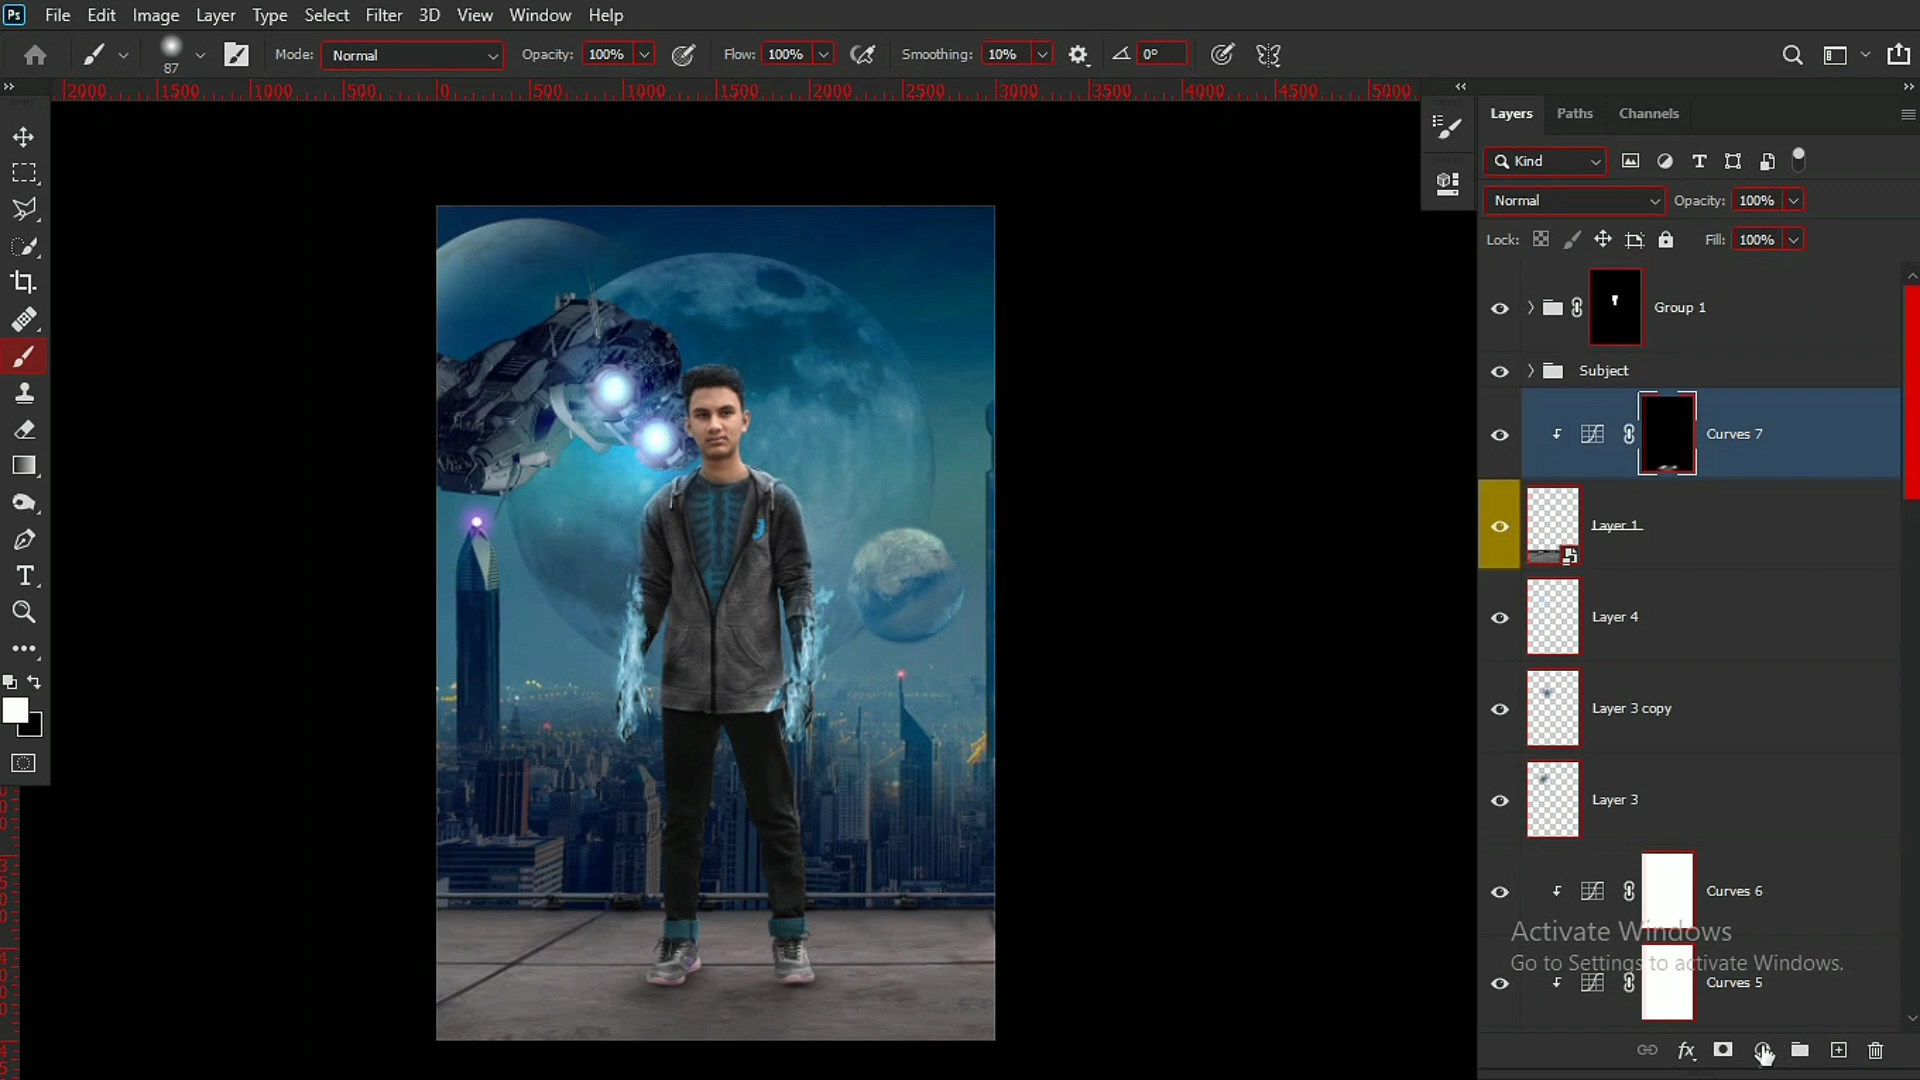 Ps File Edit Image Layer Type Select Filter 3D View Window Help
87 Mode: Normal Opacity: 100% Flow: 100% Smoothing: 10% 0°
2000 1500 1000 500 0 500 1000 1500 2000 2500 3000 3500 4000 4500 5000
Layers Paths Channels
Kind
Normal Opacity: 100%
Lock: Fill: 100%
Group 1
Subject
Curves 7
Layer 1
Layer 4
Layer 3 copy
Layer 3
Curves 6
Activate Windows
Go to Settings to activate Windows.
Curves 5
fx